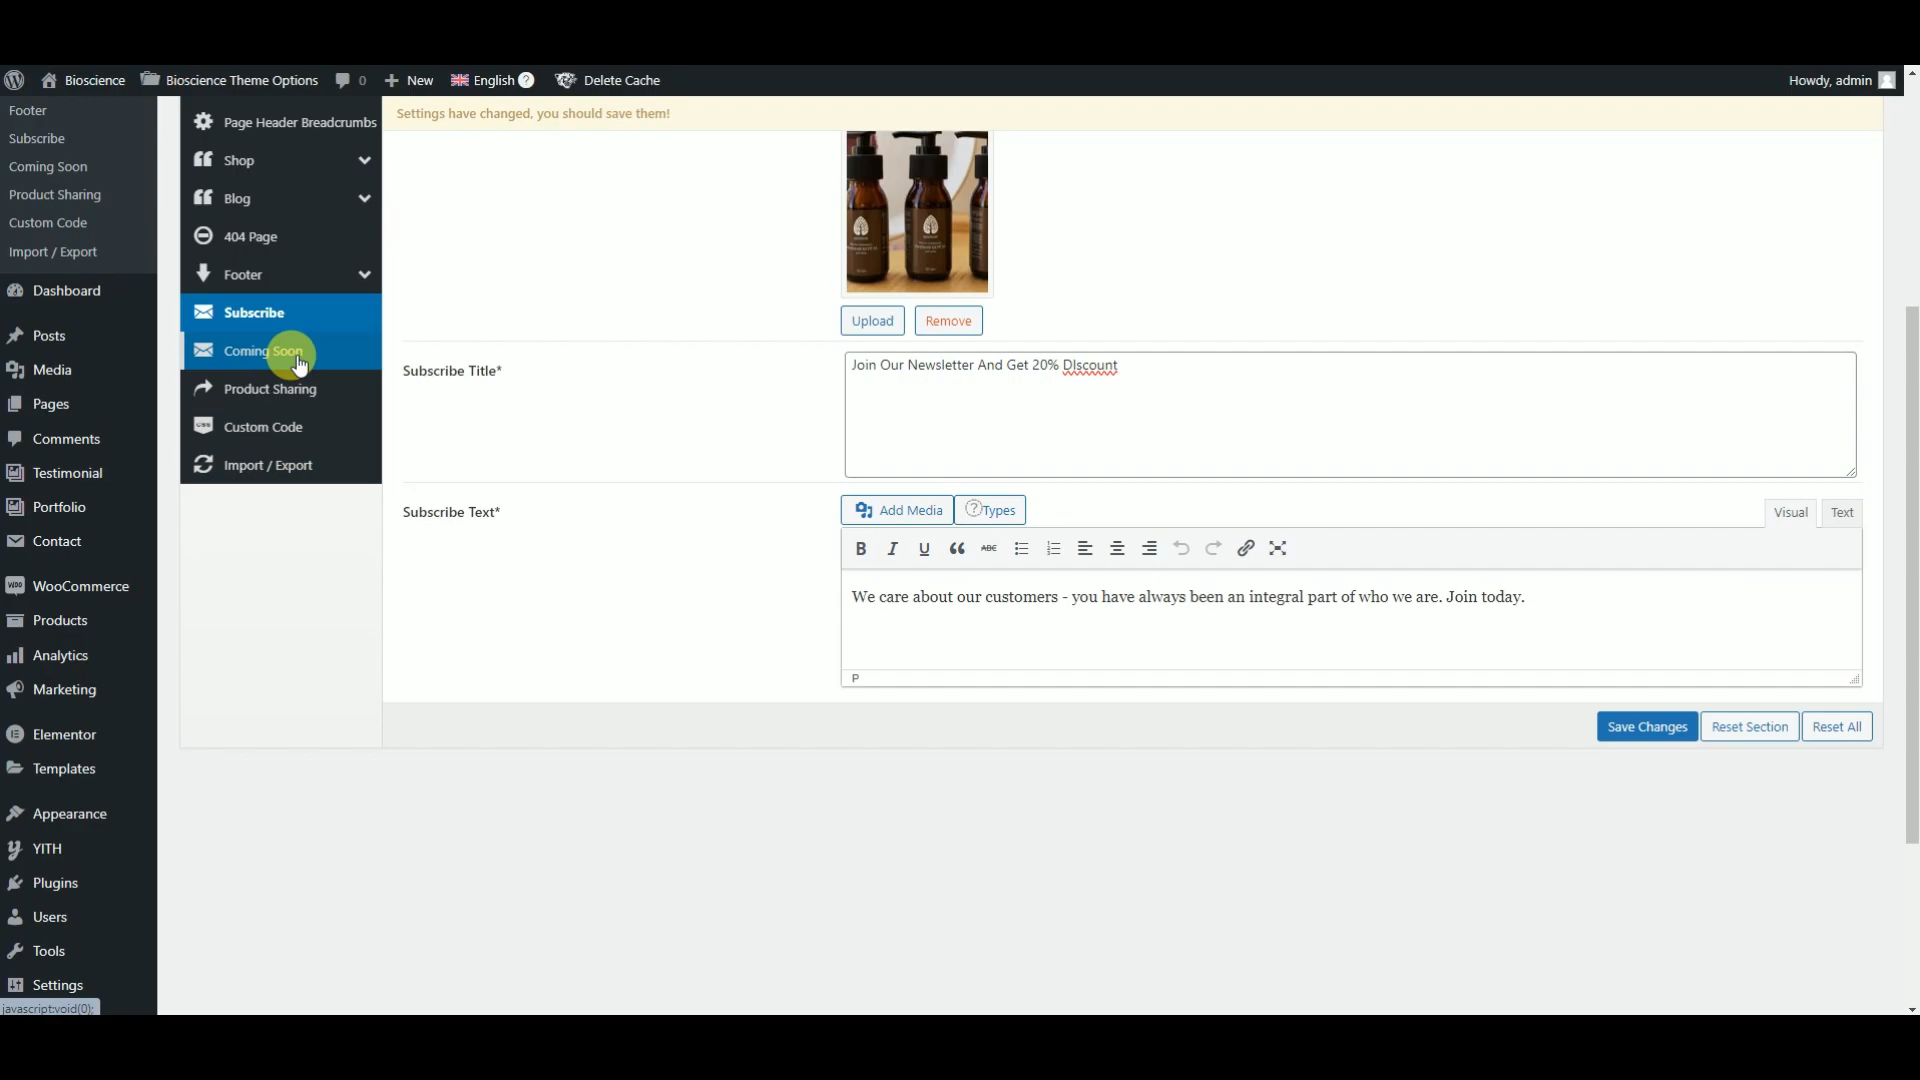 Bioscience Bioscience Theme Options 0 New English ? Delete Cache Howdy, admin
Footer
Subscribe
Coming Soon
Product Sharing
Custom Code
Import / Export
Dashboard
Posts
Media
Pages
Comments
Testimonial
Portfolio
Contact
WooCommerce
Products
Analytics
Marketing
Elementor
Templates
Appearance
YITH
Plugins
Users
Tools
Settings
javascript:void(0);
Page Header Breadcrumbs
Shop
Blog
404 Page
Footer
Subscribe
Coming Soon
Product Sharing
Custom Code
Import / Export
Settings have changed, you should save them!
Upload Remove
Subscribe Title*
Join Our Newsletter And Get 20% DIscount
Subscribe Text*
Add Media ? Types
Visual Text
B I U ABC
We care about our customers - you have always been an integral part of who we are. Join today.
P
Save Changes Reset Section Reset All